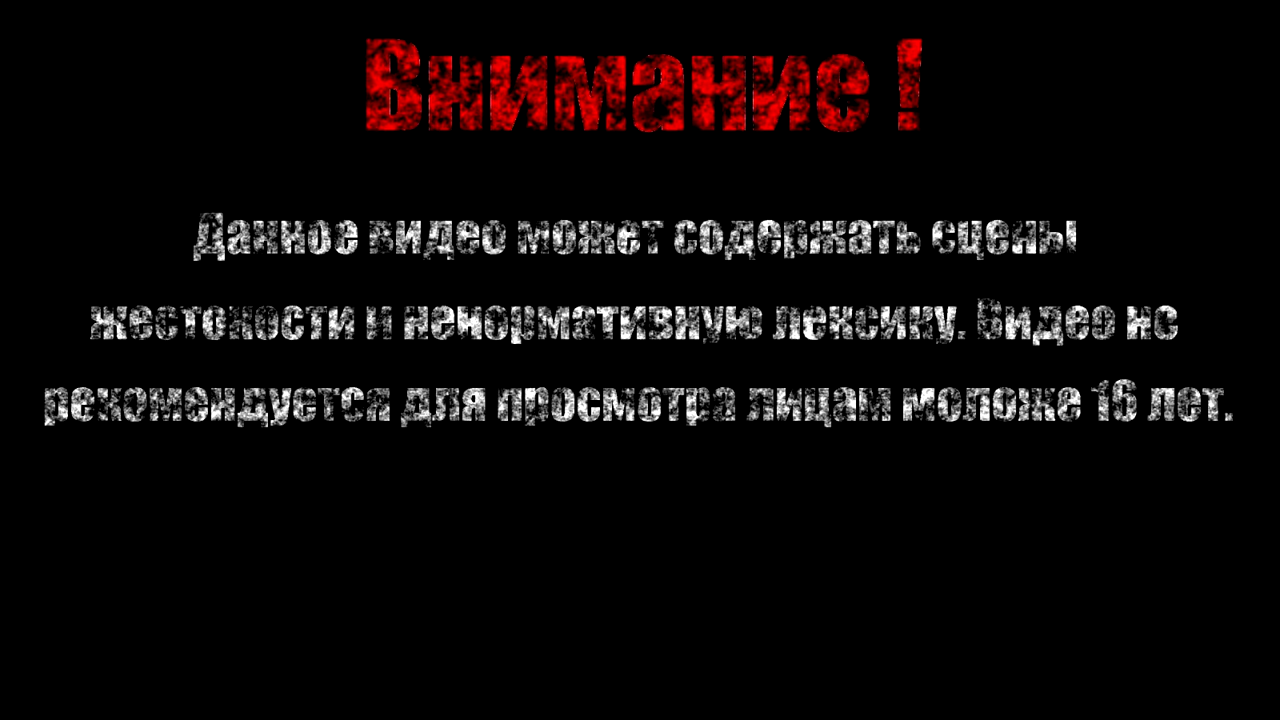 Внимание !
Данное видео может содержать сцены
жестокости и ненормативную лексику. Видео не
рекомендуется для просмотра лицам моложе 16 лет.